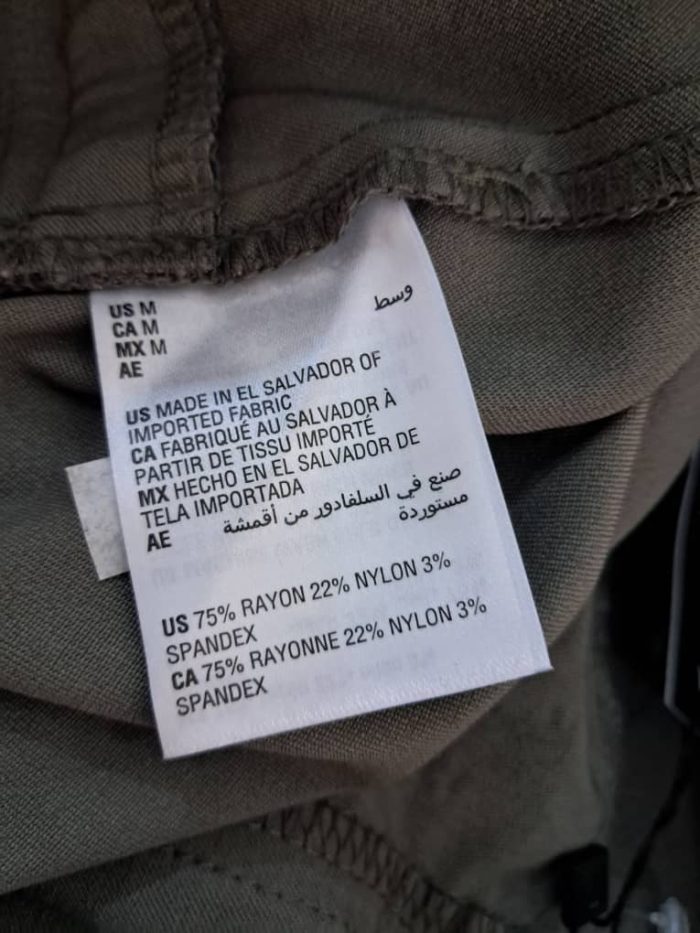 US M
CA M
MX M
AE
وسط
US MADE IN EL SALVADOR OF
IMPORTED FABRIC
CA FABRIQUÉ AU SALVADOR À
PARTIR DE TISSU IMPORTÉ
MX HECHO EN EL SALVADOR DE
TELA IMPORTADA
صنع في السلفادور من أقمشة
AE
مستوردة
US 75% RAYON 22% NYLON 3%
SPANDEX
CA 75% RAYONNE 22% NYLON 3%
SPANDEX